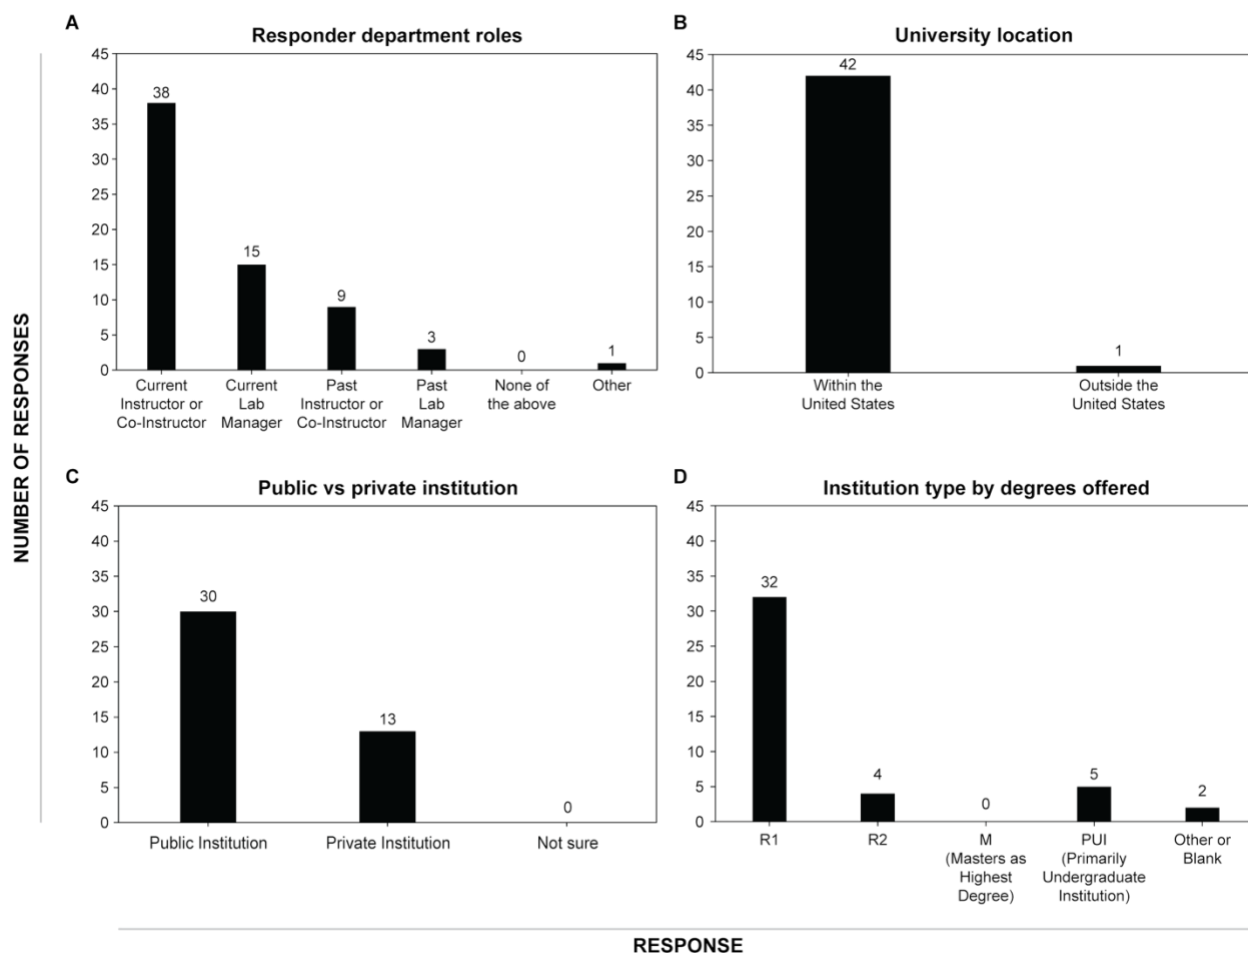 A
Responder department roles
45
40
35
30
25
20
15
10
5
0
38
15
9
3
0
1
Current
Instructor or
Co-Instructor
Current
Lab
Manager
Past
Instructor or
Co-Instructor
Past
Lab
Manager
None of
the above
Other
B
University location
45
40
35
30
25
20
15
10
5
0
42
1
Within the
United States
Outside the
United States
NUMBER OF RESPONSES
C
Public vs private institution
45
40
35
30
25
20
15
10
5
0
30
13
0
Public Institution
Private Institution
Not sure
D
Institution type by degrees offered
45
40
35
30
25
20
15
10
5
0
32
4
0
5
2
R1
R2
M
(Masters as
Highest
Degree)
PUI
(Primarily
Undergraduate
Institution)
Other or
Blank
RESPONSE